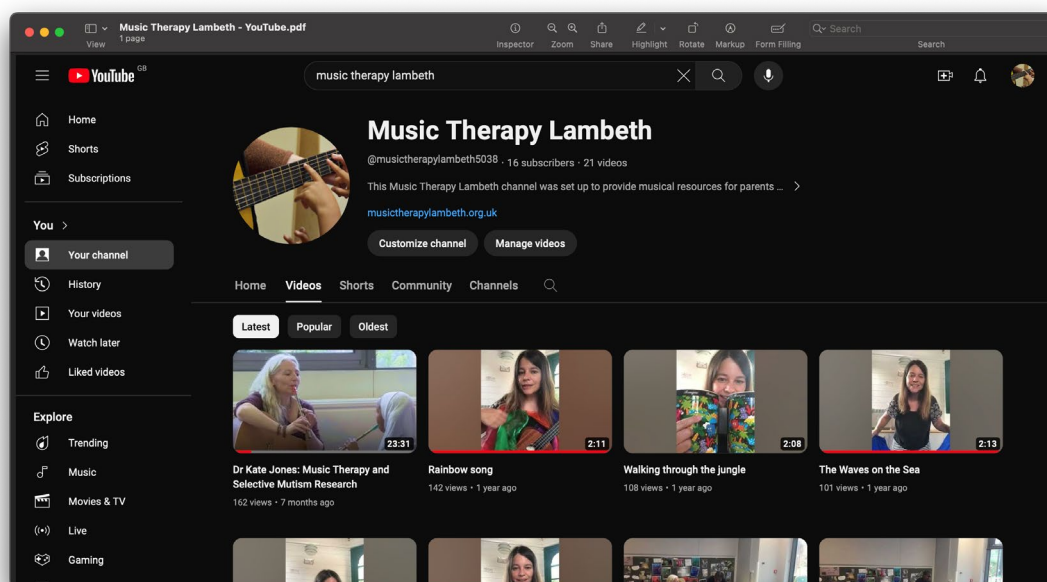 Music Therapy Lambeth - YouTube.pdf
1 page
View
Inspector
Zoom
Share
Highlight
Rotate
Markup
Form Filling
Search
Search
YouTube GB
music therapy lambeth
Home
Shorts
Subscriptions
You
Your channel
History
Your videos
Watch later
Liked videos
Explore
Trending
Music
Movies & TV
Live
Gaming
Music Therapy Lambeth
@musictherapylambeth5038 · 16 subscribers · 21 videos
This Music Therapy Lambeth channel was set up to provide musical resources for parents ...
musictherapylambeth.org.uk
Customize channel
Manage videos
Home Videos Shorts Community Channels
Latest Popular Oldest
23:31
Dr Kate Jones: Music Therapy and
Selective Mutism Research
162 views • 7 months ago
2:11
Rainbow song
142 views • 1 year ago
2:08
Walking through the jungle
108 views • 1 year ago
2:13
The Waves on the Sea
101 views • 1 year ago